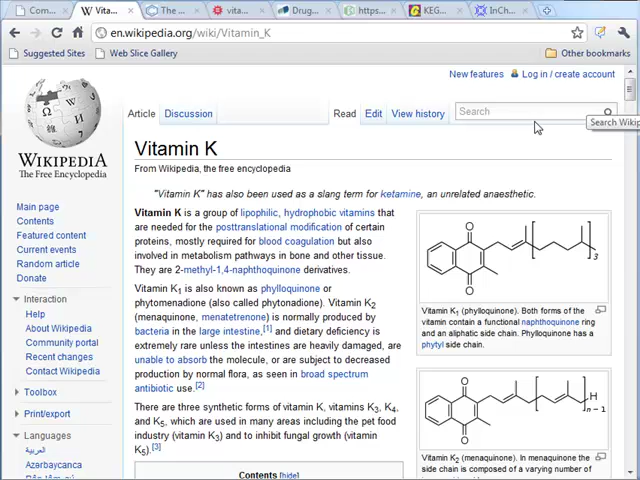 Com...
Vita
The
vita
Drug
https
KEG
InCh
en.wikipedia.org/wiki/Vitamin_K
Suggested Sites
Web Slice Gallery
Other bookmarks
New features
Log in / create account
Article
Discussion
Read
Edit
View history
Search
Search Wikip
WIKIPEDIA
The Free Encyclopedia
Vitamin K
From Wikipedia, the free encyclopedia
"Vitamin K" has also been used as a slang term for ketamine, an unrelated anaesthetic.
Vitamin K is a group of lipophilic, hydrophobic vitamins that
are needed for the posttranslational modification of certain
proteins, mostly required for blood coagulation but also
involved in metabolism pathways in bone and other tissue.
They are 2-methyl-1,4-naphthoquinone derivatives.
Vitamin K1 is also known as phylloquinone or
phytomenadione (also called phytonadione). Vitamin K2
(menaquinone, menatetrenone) is normally produced by
bacteria in the large intestine,[1] and dietary deficiency is
extremely rare unless the intestines are heavily damaged, are
unable to absorb the molecule, or are subject to decreased
production by normal flora, as seen in broad spectrum
antibiotic use.[2]
There are three synthetic forms of vitamin K, vitamins K3, K4,
and K5, which are used in many areas including the pet food
industry (vitamin K3) and to inhibit fungal growth (vitamin
K5).[3]
Contents [hide]
O
O
3
Vitamin K1 (phylloquinone). Both forms of the
vitamin contain a functional naphthoquinone ring
and an aliphatic side chain. Phylloquinone has a
phytyl side chain.
O
O
H
n-1
Vitamin K2 (menaquinone). In menaquinone the
side chain is composed of a varying number of
Main page
Contents
Featured content
Current events
Random article
Donate
Interaction
Help
About Wikipedia
Community portal
Recent changes
Contact Wikipedia
Toolbox
Print/export
Languages
العربية
Azərbaycanca